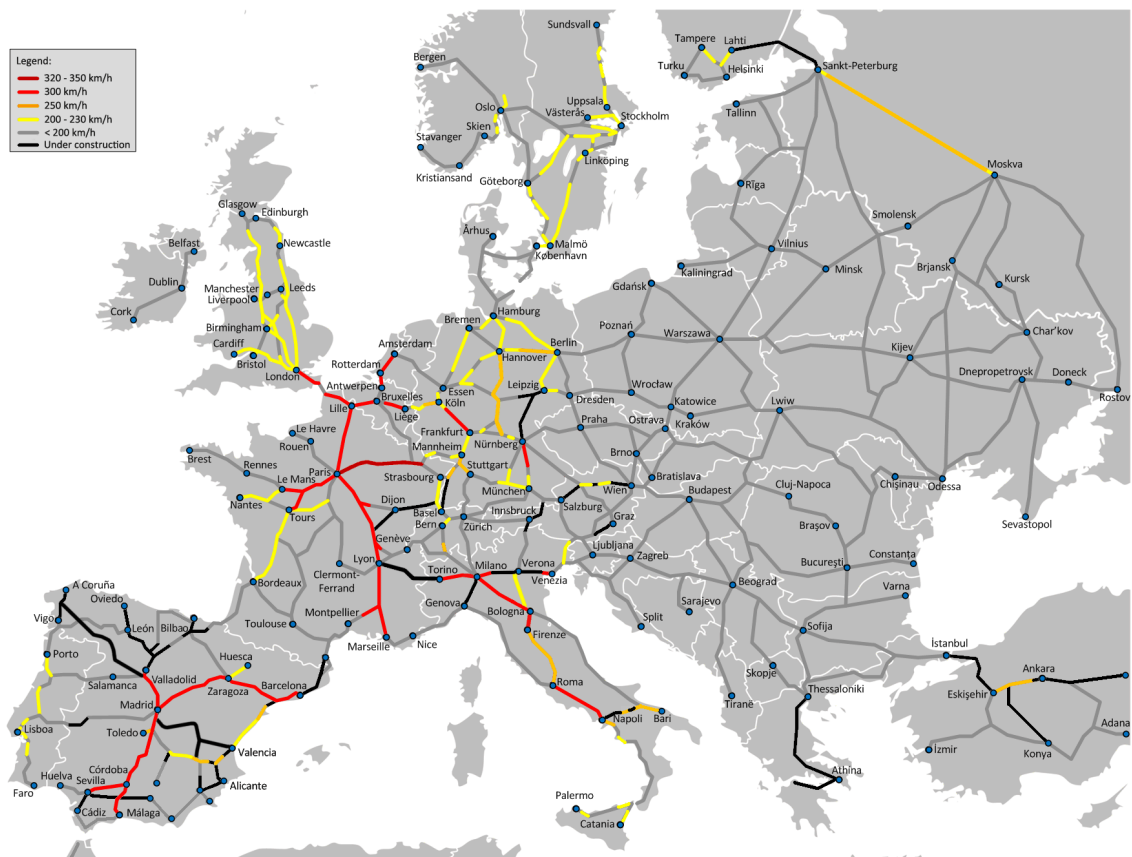 Legend:
320 - 350 km/h
300 km/h
250 km/h
200 - 230 km/h
< 200 km/h
Under construction
Sundsvall
Tampere
Lahti
Bergen
Turku
Helsinki
Sankt-Peterburg
Oslo
Uppsala
Västerås
Stockholm
Tallinn
Skien
Stavanger
Linköping
Kristiansand
Göteborg
Moskva
Rīga
Glasgow
Edinburgh
Smolensk
Newcastle
Belfast
Århus
Malmö
København
Vilnius
Minsk
Kaliningrad
Brjansk
Kursk
Dublin
Manchester
Liverpool
Leeds
Gdańsk
Cork
Birmingham
Hamburg
Bremen
Poznań
Warszawa
Char'kov
Cardiff
Bristol
Amsterdam
Berlin
Hannover
Kijev
London
Rotterdam
Antwerpen
Essen
Leipzig
Dnepropetrovsk
Doneck
Rostov
Bruxelles
Köln
Dresden
Wrocław
Katowice
Lille
Liège
Lwiw
Le Havre
Rouen
Frankfurt
Nürnberg
Praha
Ostrava
Kraków
Mannheim
Brest
Rennes
Paris
Stuttgart
Brno
Strasbourg
Bratislava
Le Mans
München
Wien
Cluj-Napoca
Chişinau
Odessa
Nantes
Tours
Dijon
Basel
Bern
Zürich
Innsbruck
Salzburg
Graz
Budapest
Sevastopol
Braşov
Genève
Ljubljana
Zagreb
Lyon
Clermont-
Ferrand
Torino
Milano
Verona
Venezia
Bucureşti
Constanţa
Bordeaux
Beograd
Varna
A Coruña
Oviedo
Genova
Bologna
Montpellier
Sarajevo
Vigo
León
Bilbao
Toulouse
Marseille
Nice
Firenze
Split
Sofija
Porto
Huesca
İstanbul
Salamanca
Valladolid
Zaragoza
Barcelona
Roma
Skopje
Ankara
Madrid
Tiranë
Thessaloniki
Eskişehir
Toledo
Napoli
Bari
Lisboa
Valencia
Adana
İzmir
Konya
Huelva
Sevilla
Córdoba
Alicante
Athina
Faro
Cádiz
Málaga
Palermo
Catania